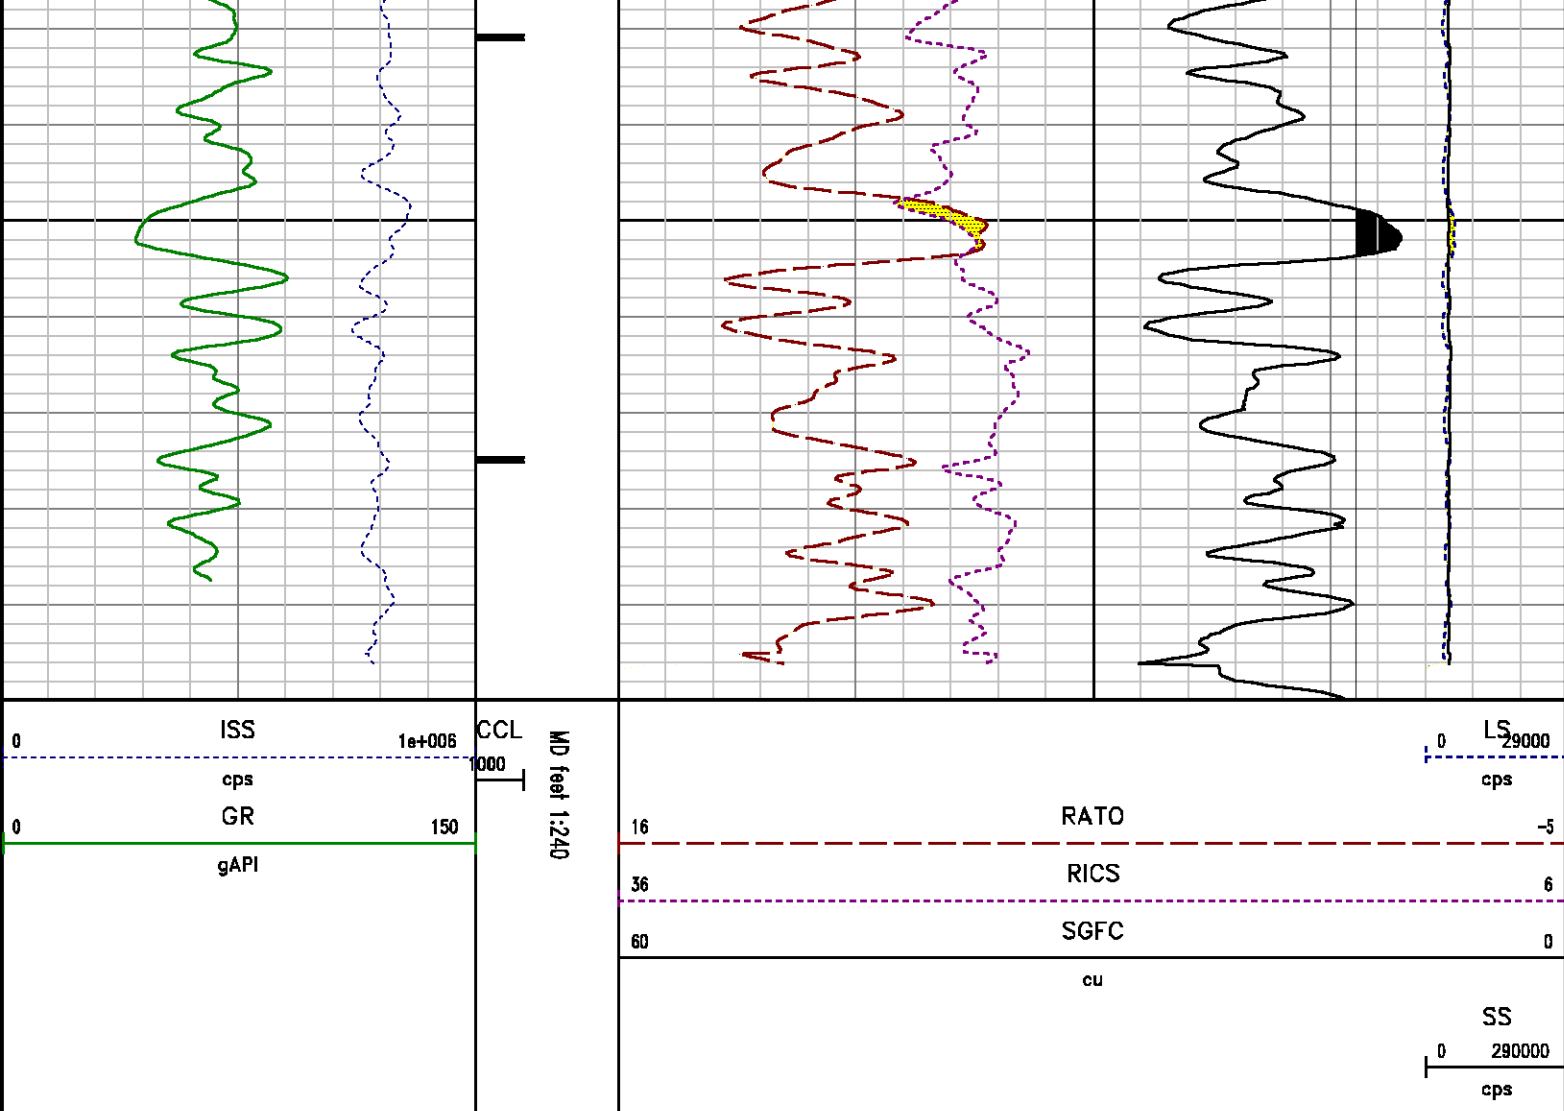 ISS
0 1e+006
cps
GR
0 150
gAPI
CCL
1000
MD feet 1:240
LS
0 29000
cps
RATO
16 -5
RICS
36 6
SGFC
60 0
cu
SS
0 290000
cps